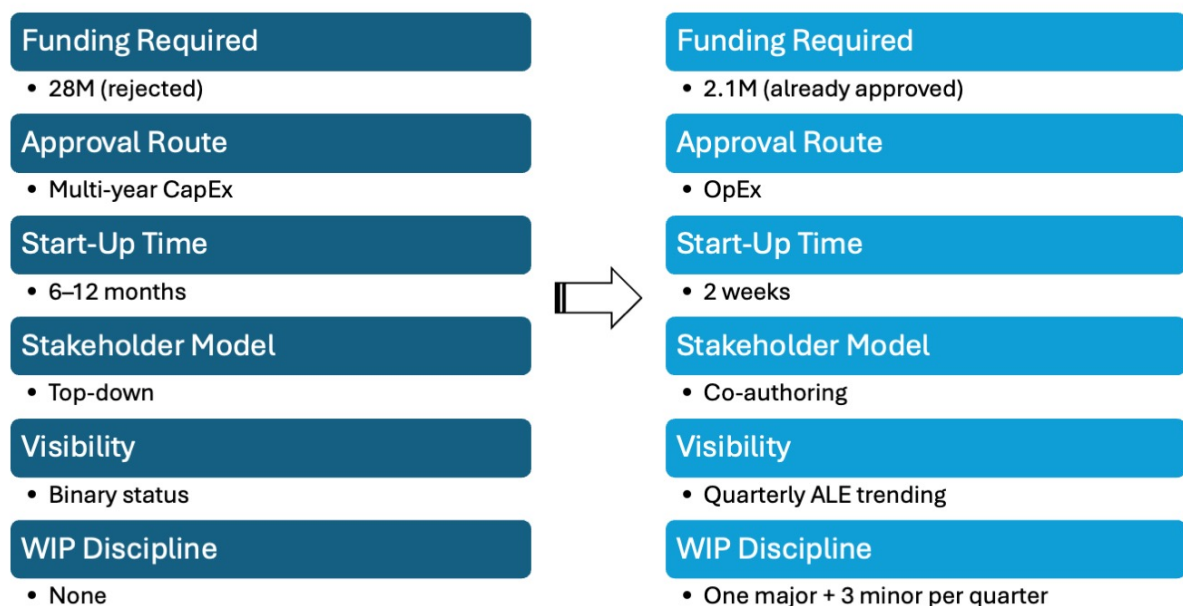 Funding Required
• 28M (rejected)
Approval Route
• Multi-year CapEx
Start-Up Time
• 6–12 months
Stakeholder Model
• Top-down
Visibility
• Binary status
WIP Discipline
• None
Funding Required
• 2.1M (already approved)
Approval Route
• OpEx
Start-Up Time
• 2 weeks
Stakeholder Model
• Co-authoring
Visibility
• Quarterly ALE trending
WIP Discipline
• One major + 3 minor per quarter